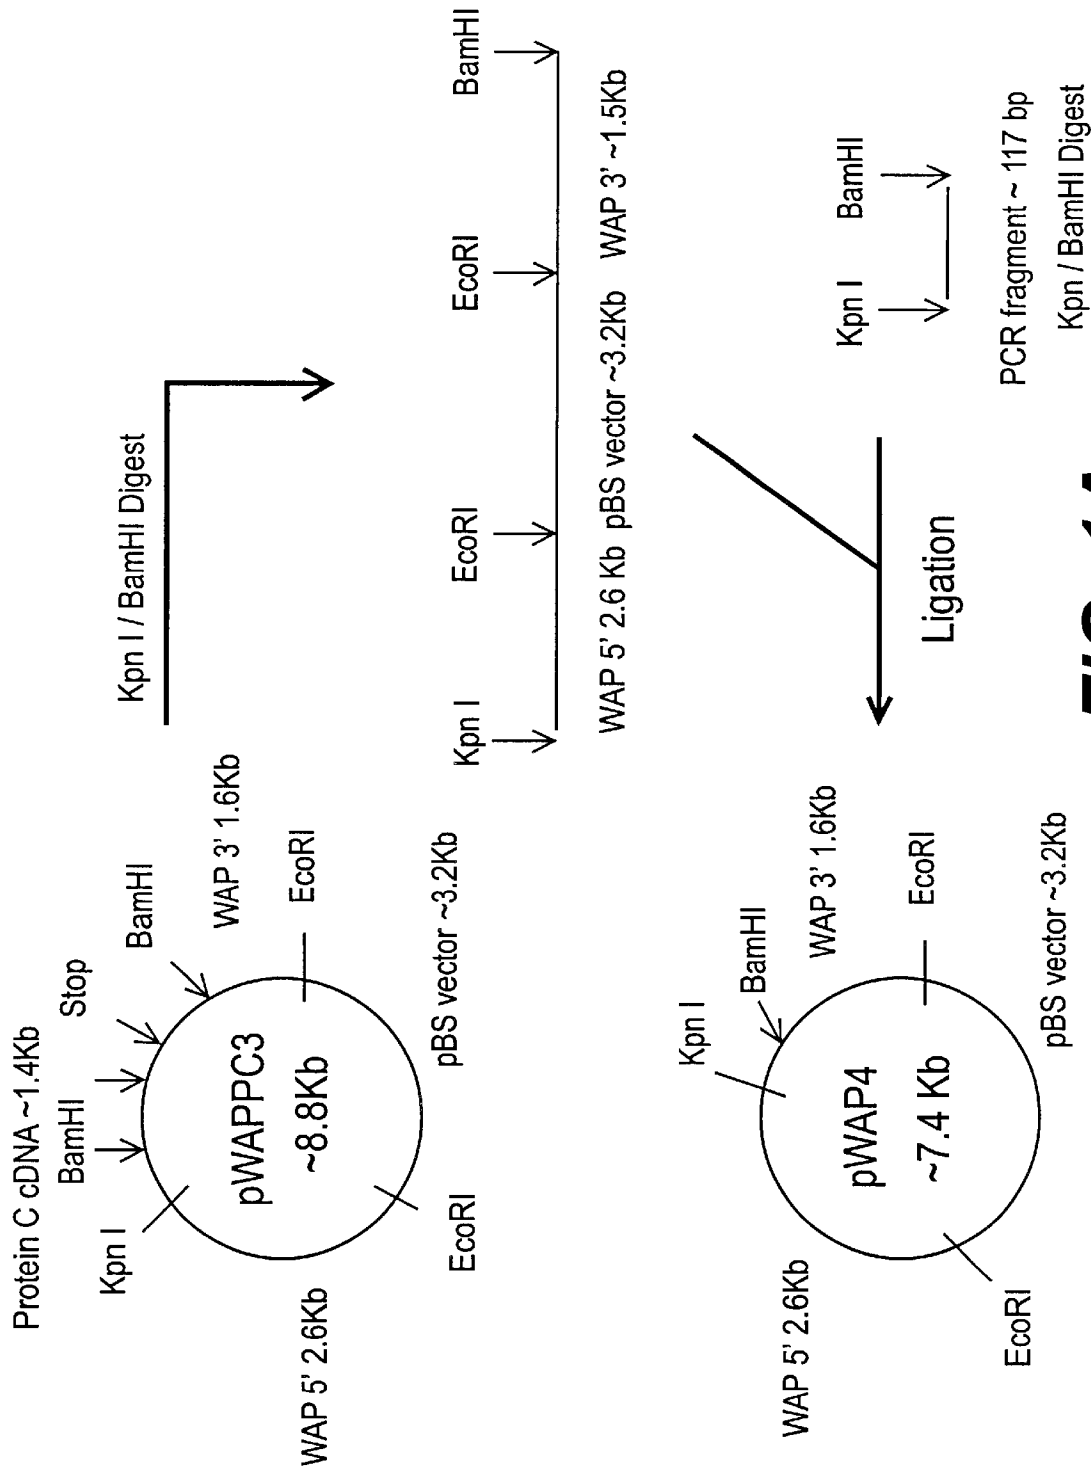 Protein C cDNA ~1.4Kb
BamHI
Stop
Kpn I
BamHI
WAP 3' 1.6Kb
pWAPPC3
~8.8Kb
EcoRI
WAP 5' 2.6Kb
EcoRI
pBS vector ~3.2Kb
Kpn I / BamHI Digest
Kpn I
EcoRI
EcoRI
BamHI
WAP 5' 2.6 Kb pBS vector ~3.2Kb WAP 3' ~1.5Kb
Kpn I
BamHI
PCR fragment ~ 117 bp
Kpn / BamHI Digest
Ligation
Kpn I
BamHI
WAP 3' 1.6Kb
pWAP4
~7.4 Kb
EcoRI
WAP 5' 2.6Kb
EcoRI
pBS vector ~3.2Kb